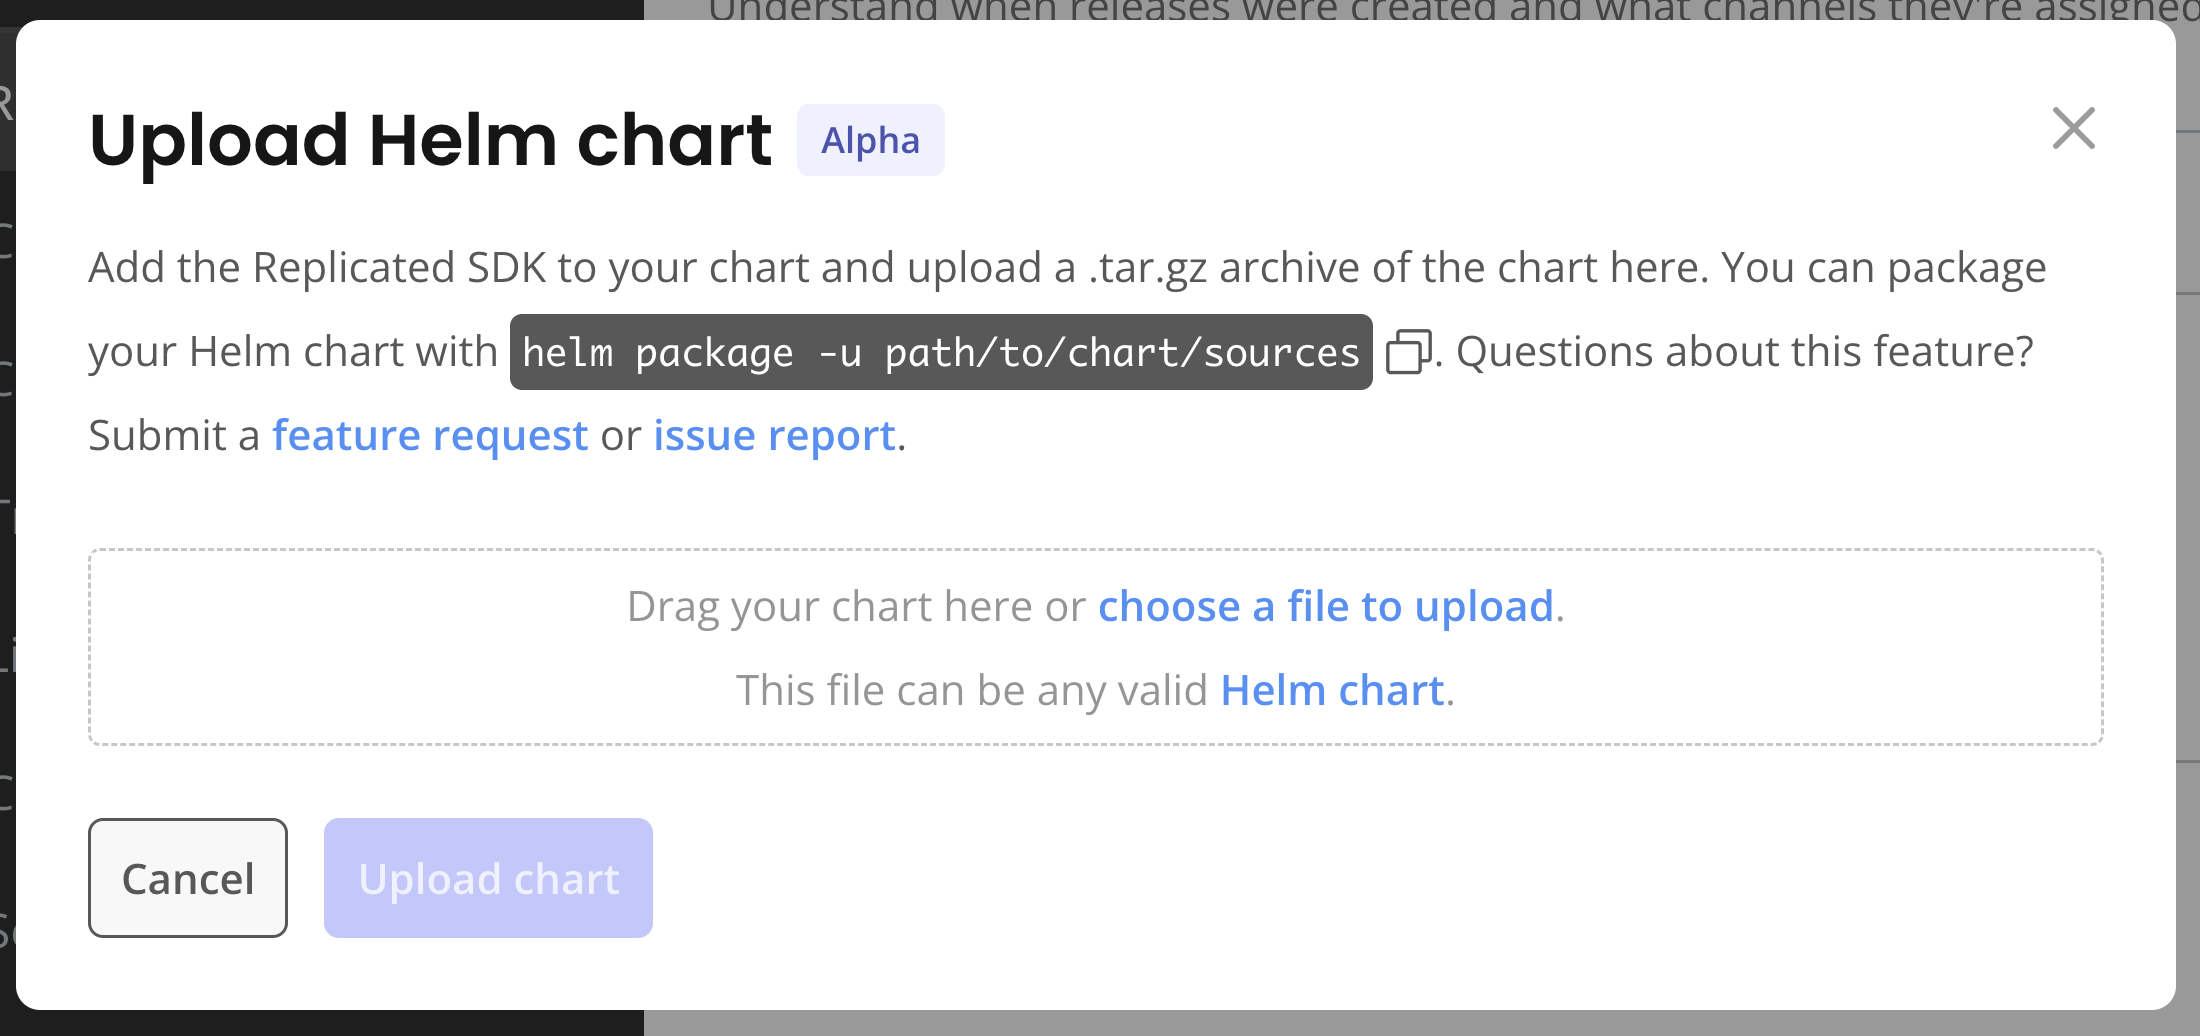 Understand when releases were created and what channels they're assigned
Upload Helm chart Alpha
Add the Replicated SDK to your chart and upload a .tar.gz archive of the chart here. You can package
your Helm chart with helm package -u path/to/chart/sources . Questions about this feature?
Submit a feature request or issue report.
Drag your chart here or choose a file to upload.
This file can be any valid Helm chart.
Cancel Upload chart